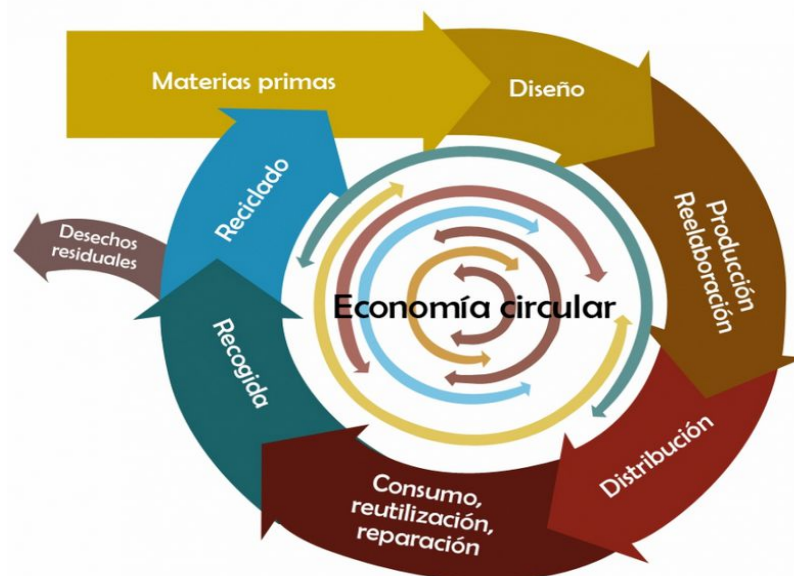 Materias primas
Diseño
Producción
Reelaboración
Distribución
Consumo,
reutilización,
reparación
Recogida
Reciclado
Desechos
residuales
Economía circular